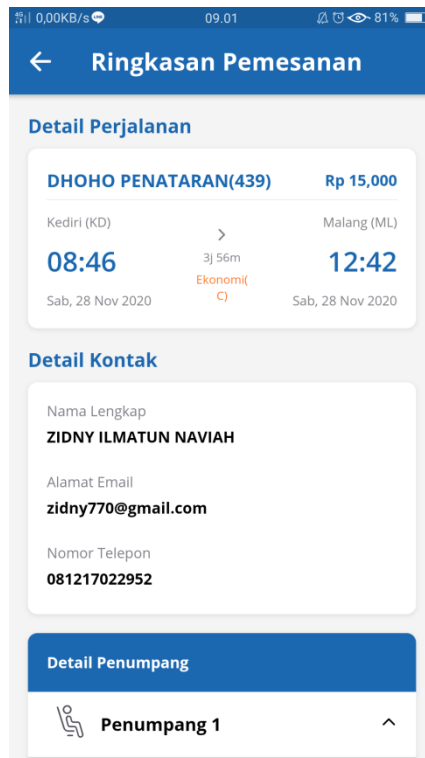 0,00KB/s
09.01
81%
Ringkasan Pemesanan
Detail Perjalanan
DHOHO PENATARAN(439) Rp 15,000
Kediri (KD) Malang (ML)
08:46 3j 56m 12:42
Ekonomi(
C)
Sab, 28 Nov 2020 Sab, 28 Nov 2020
Detail Kontak
Nama Lengkap
ZIDNY ILMATUN NAVIAH
Alamat Email
zidny770@gmail.com
Nomor Telepon
081217022952
Detail Penumpang
Penumpang 1